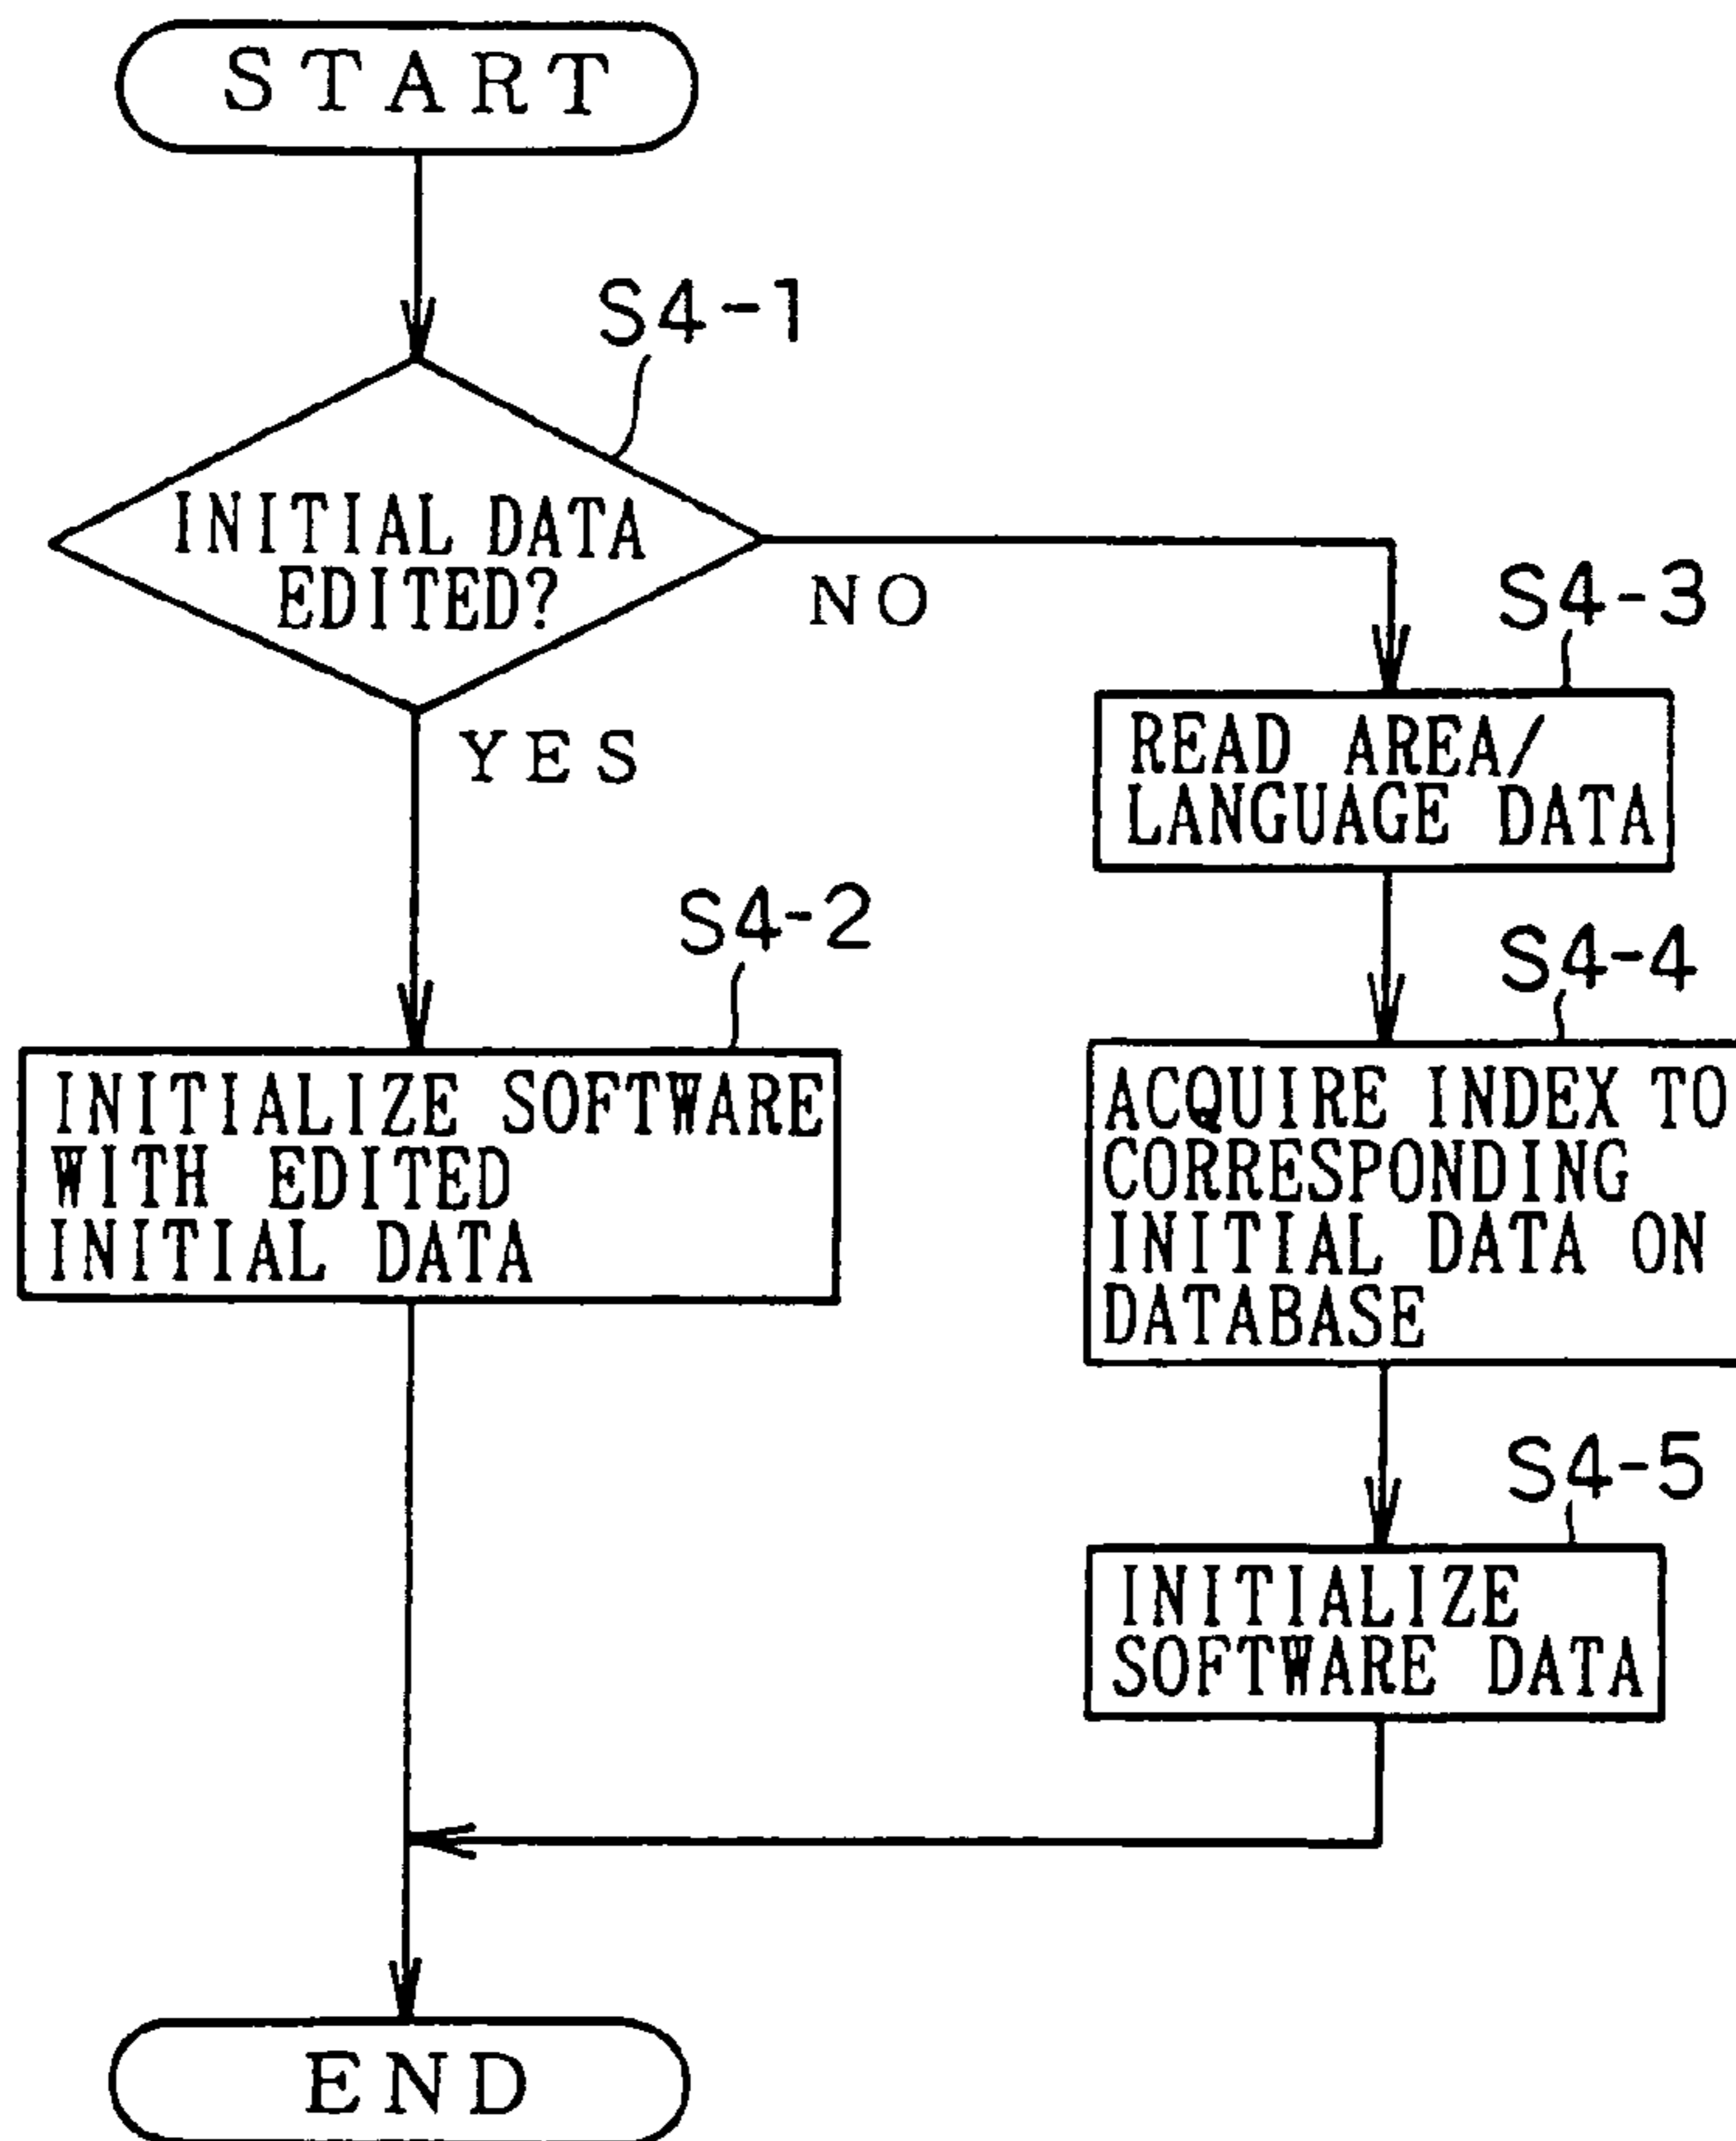 START
S4-1
INITIAL DATA
EDITED?
NO
YES
S4-2
INITIALIZE SOFTWARE
WITH EDITED
INITIAL DATA
S4-3
READ AREA/
LANGUAGE DATA
S4-4
ACQUIRE INDEX TO
CORRESPONDING
INITIAL DATA ON
DATABASE
S4-5
INITIALIZE
SOFTWARE DATA
END